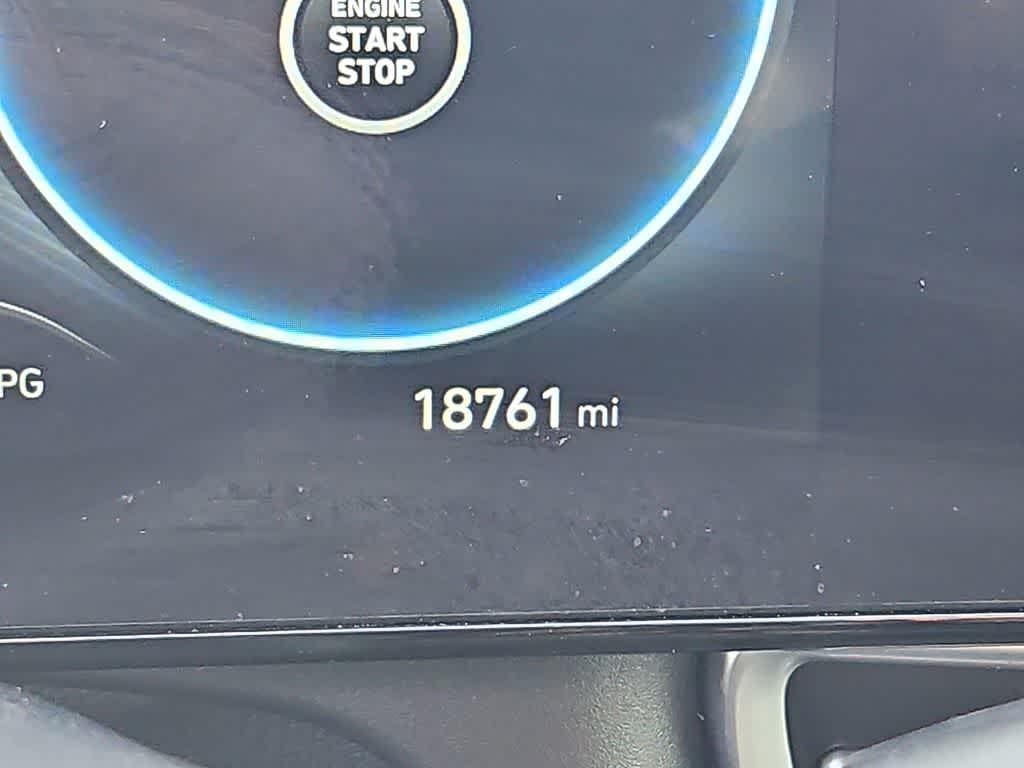 ENGINE
START
STOP
PG
18761 mi